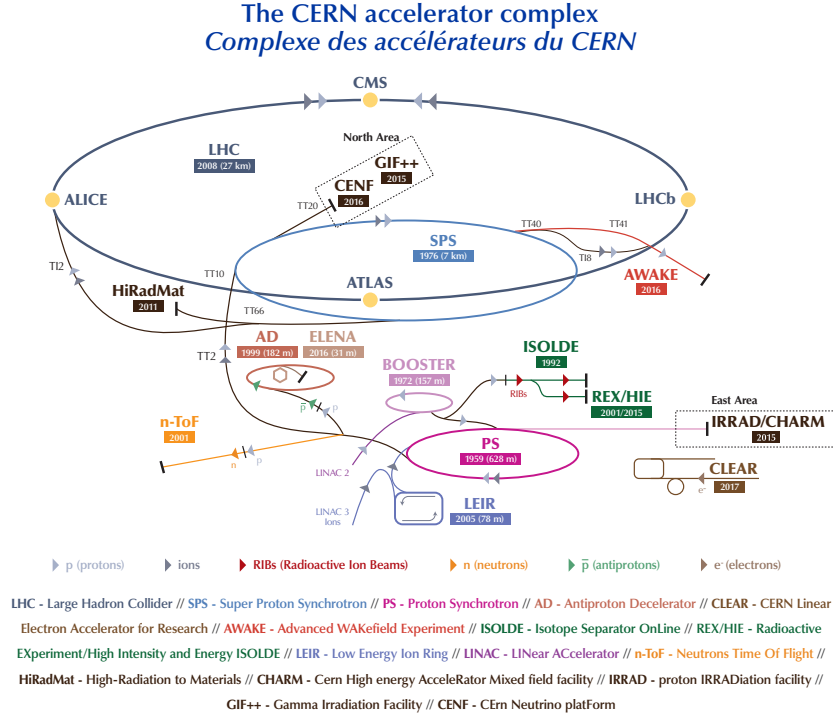 The CERN accelerator complex
Complexe des accélérateurs du CERN
CMS
North Area
LHC
2008 (27 km)
GIF++
2015
CENF
2016
TT20
ALICE
LHCb
TT40
TT41
SPS
1976 (7 km)
TI8
TI2
TT10
AWAKE
2016
ATLAS
HiRadMat
2011
TT66
AD
1999 (182 m)
ELENA
2016 (31 m)
TT2
ISOLDE
1992
BOOSTER
1972 (157 m)
RIBs
REX/HIE
2001/2015
East Area
p̅
p
n-ToF
2001
IRRAD/CHARM
2015
PS
1959 (628 m)
n
p
LINAC 2
CLEAR
2017
e-
LINAC 3
Ions
LEIR
2005 (78 m)
p (protons)
ions
RIBs (Radioactive Ion Beams)
n (neutrons)
p̅ (antiprotons)
e- (electrons)
LHC - Large Hadron Collider // SPS - Super Proton Synchrotron // PS - Proton Synchrotron // AD - Antiproton Decelerator // CLEAR - CERN Linear
Electron Accelerator for Research // AWAKE - Advanced WAKefield Experiment // ISOLDE - Isotope Separator OnLine // REX/HIE - Radioactive
EXperiment/High Intensity and Energy ISOLDE // LEIR - Low Energy Ion Ring // LINAC - LINear ACcelerator // n-ToF - Neutrons Time Of Flight //
HiRadMat - High-Radiation to Materials // CHARM - Cern High energy AcceleRator Mixed field facility // IRRAD - proton IRRADiation facility //
GIF++ - Gamma Irradiation Facility // CENF - CErn Neutrino platForm